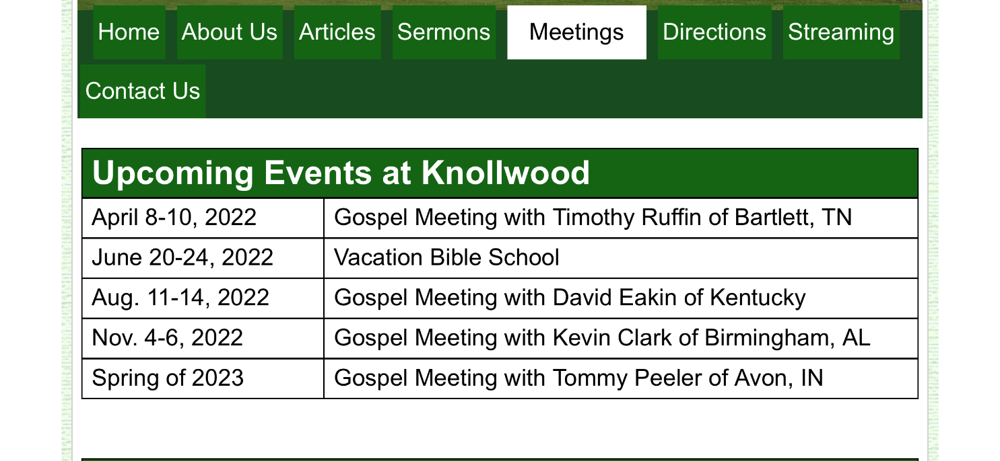 Home About Us Articles Sermons Meetings Directions Streaming
Contact Us
Upcoming Events at Knollwood
April 8-10, 2022 Gospel Meeting with Timothy Ruffin of Bartlett, TN
June 20-24, 2022 Vacation Bible School
Aug. 11-14, 2022 Gospel Meeting with David Eakin of Kentucky
Nov. 4-6, 2022 Gospel Meeting with Kevin Clark of Birmingham, AL
Spring of 2023 Gospel Meeting with Tommy Peeler of Avon, IN